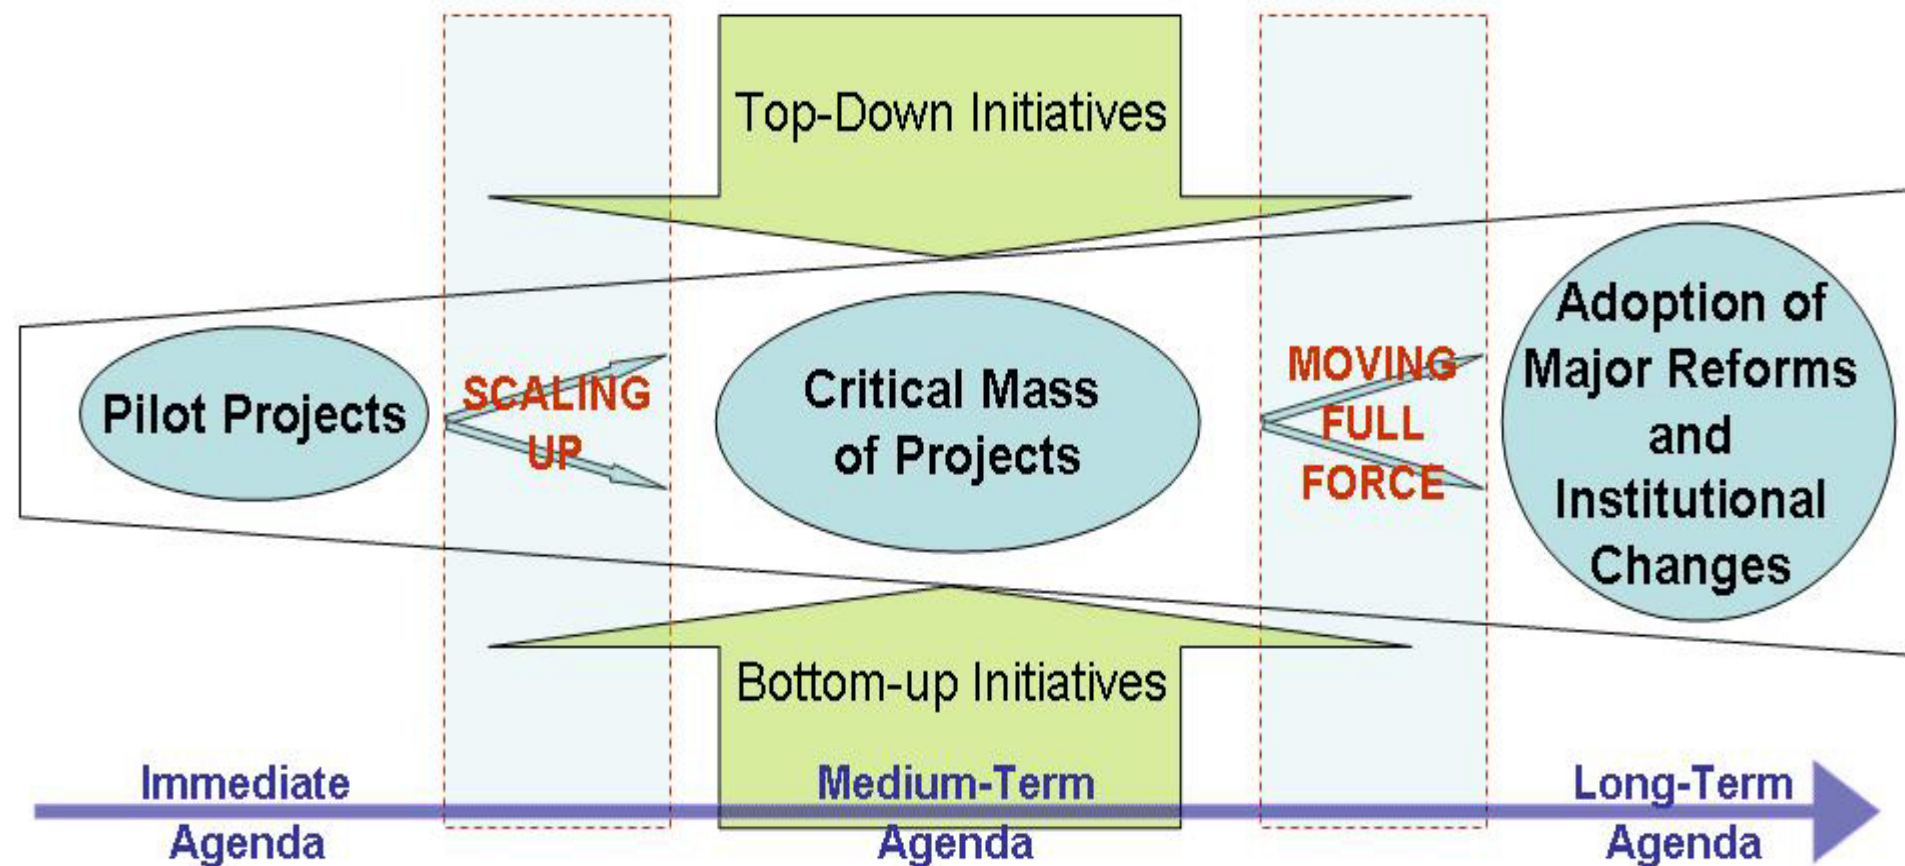 Top-Down Initiatives
Pilot Projects
SCALING
UP
Critical Mass
of Projects
MOVING
FULL
FORCE
Adoption of
Major Reforms
and
Institutional
Changes
Bottom-up Initiatives
Immediate
Agenda
Medium-Term
Agenda
Long-Term
Agenda